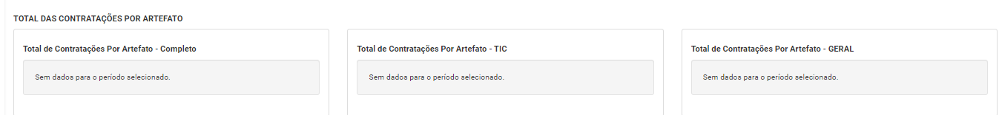 TOTAL DAS CONTRATAÇÕES POR ARTEFATO
Total de Contratações Por Artefato - Completo
Sem dados para o período selecionado.
Total de Contratações Por Artefato - TIC
Sem dados para o período selecionado.
Total de Contratações Por Artefato - GERAL
Sem dados para o período selecionado.